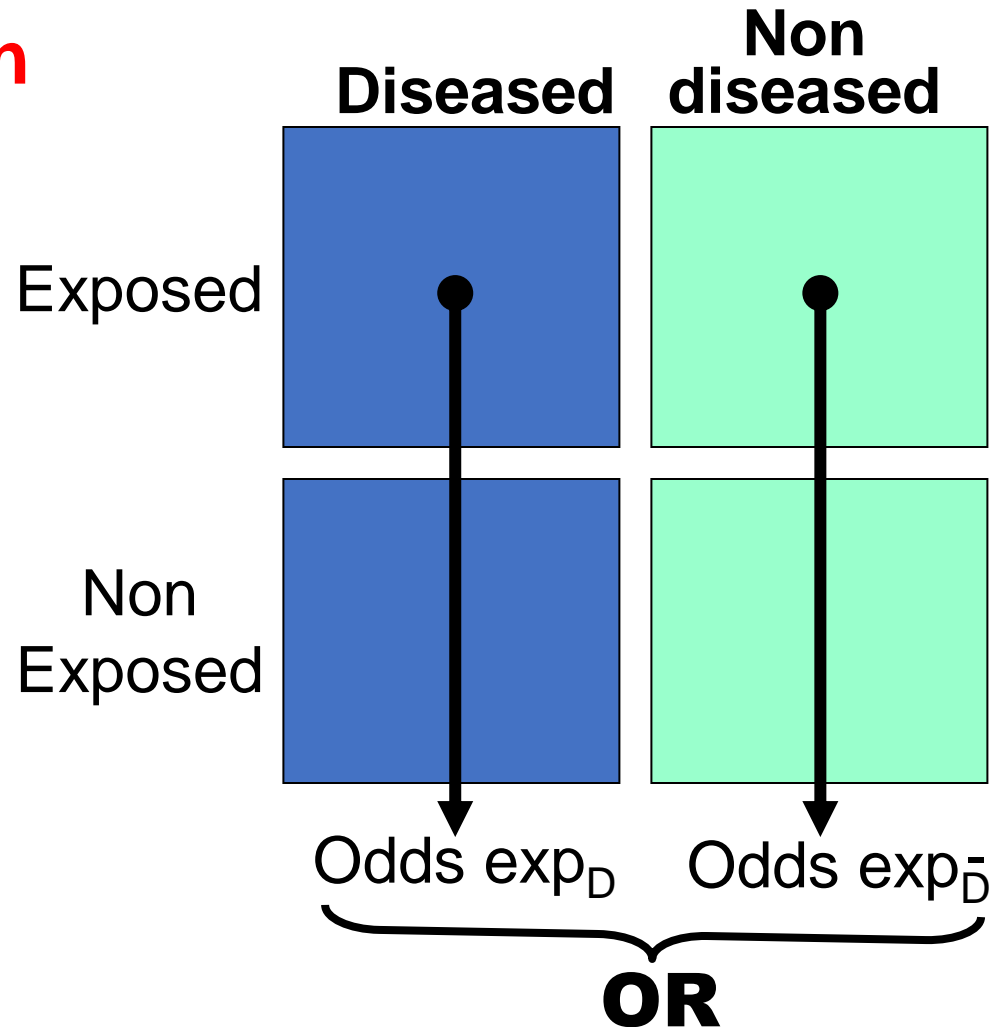 n
Non
Diseased diseased
Exposed
Non
Exposed
Odds exp_D Odds exp_D̄
OR